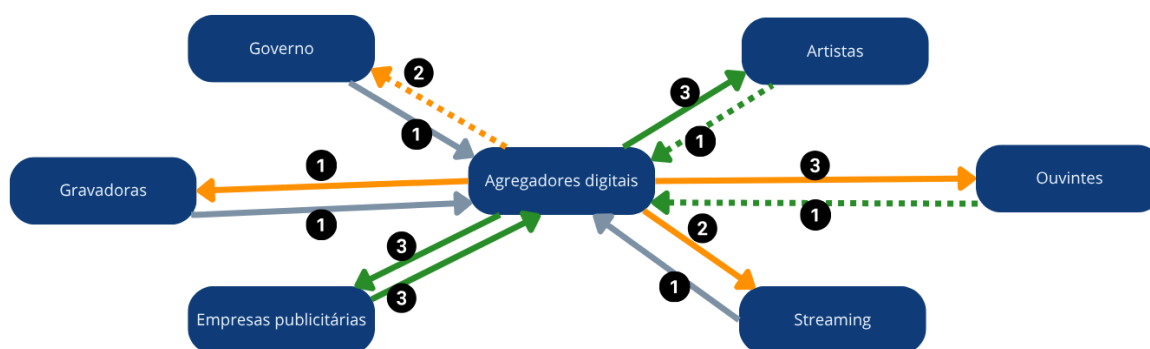 Governo
Artistas
2
3
1
1
Gravadoras
1
Agregadores digitais
3
Ouvintes
1
1
3
2
3
1
Empresas publicitárias
Streaming